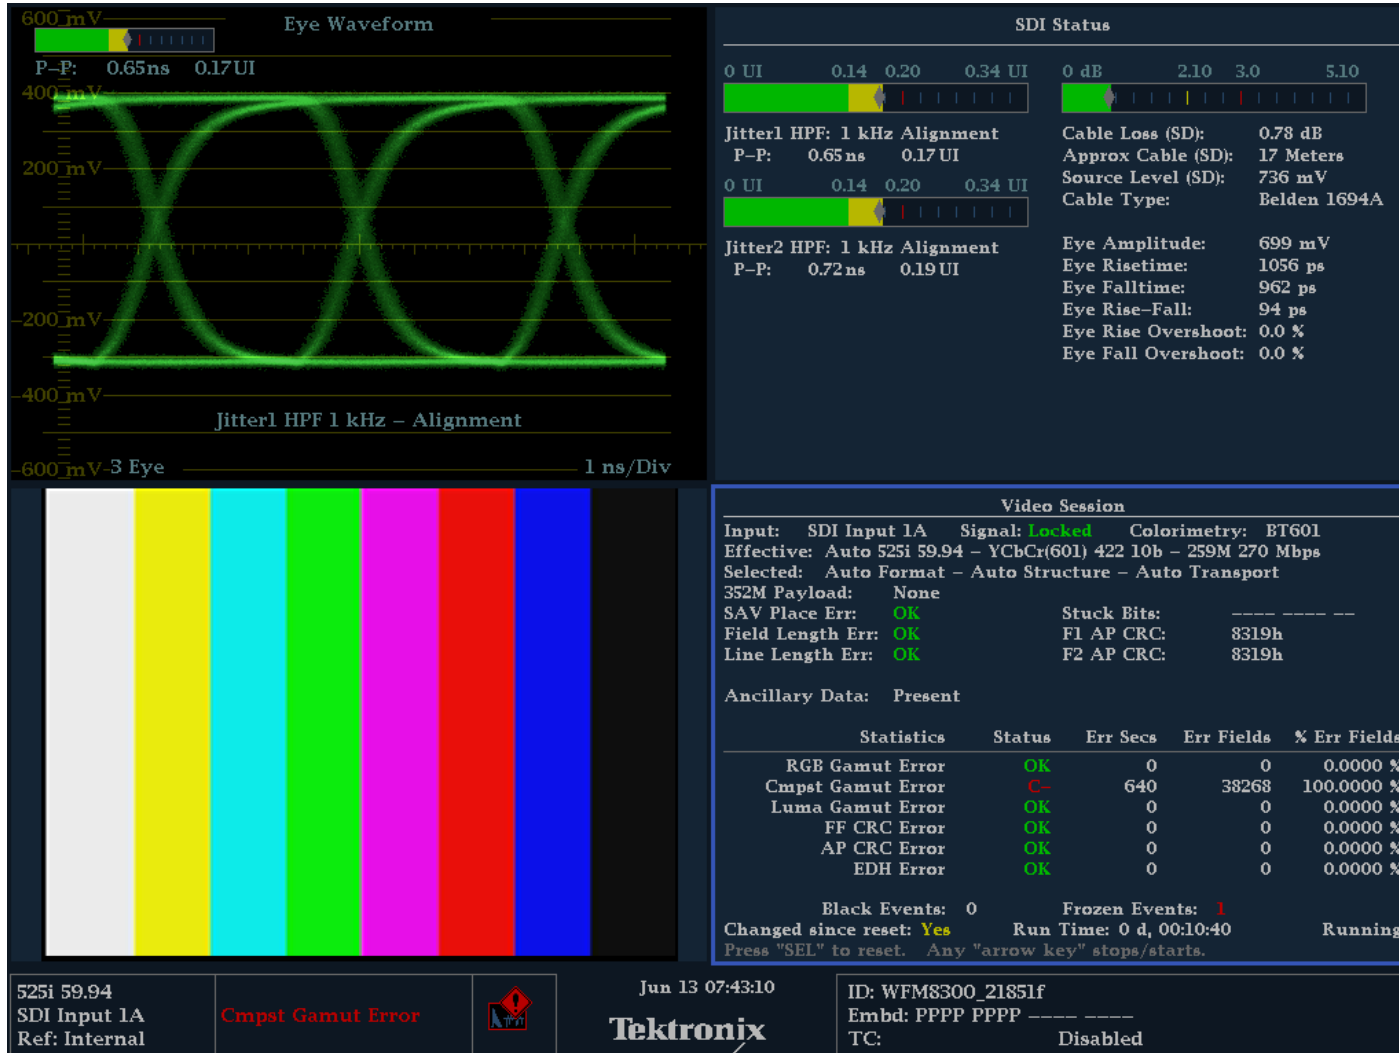 600 mV
Eye Waveform
P-P: 0.65ns 0.17UI
400 mV
200 mV
-200 mV
-400 mV
Jitter1 HPF 1 kHz - Alignment
-600 mV
3 Eye
1 ns/Div
SDI Status
0 UI 0.14 0.20 0.34 UI
Jitter1 HPF: 1 kHz Alignment
P-P: 0.65ns 0.17UI
0 UI 0.14 0.20 0.34 UI
Jitter2 HPF: 1 kHz Alignment
P-P: 0.72ns 0.19UI
0 dB 2.10 3.0 5.10
Cable Loss (SD): 0.78 dB
Approx Cable (SD): 17 Meters
Source Level (SD): 736 mV
Cable Type: Belden 1694A
Eye Amplitude: 699 mV
Eye Risetime: 1056 ps
Eye Falltime: 962 ps
Eye Rise-Fall: 94 ps
Eye Rise Overshoot: 0.0 %
Eye Fall Overshoot: 0.0 %
Video Session
Input: SDI Input 1A Signal: Locked Colorimetry: BT601
Effective: Auto 525i 59.94 - YCbCr(601) 422 10b - 259M 270 Mbps
Selected: Auto Format - Auto Structure - Auto Transport
352M Payload: None
SAV Place Err: OK Stuck Bits: ---- ---- --
Field Length Err: OK F1 AP CRC: 8319h
Line Length Err: OK F2 AP CRC: 8319h
Ancillary Data: Present
Statistics Status Err Secs Err Fields % Err Fields
RGB Gamut Error OK 0 0 0.0000 %
Cmpst Gamut Error C- 640 38268 100.0000 %
Luma Gamut Error OK 0 0 0.0000 %
FF CRC Error OK 0 0 0.0000 %
AP CRC Error OK 0 0 0.0000 %
EDH Error OK 0 0 0.0000 %
Black Events: 0 Frozen Events: 1
Changed since reset: Yes Run Time: 0 d, 00:10:40 Running
Press "SEL" to reset. Any "arrow key" stops/starts.
525i 59.94
SDI Input 1A
Ref: Internal
Cmpst Gamut Error
Jun 13 07:43:10
Tektronix
ID: WFM8300_21851f
Embd: PPPP PPPP ---- ----
TC: Disabled